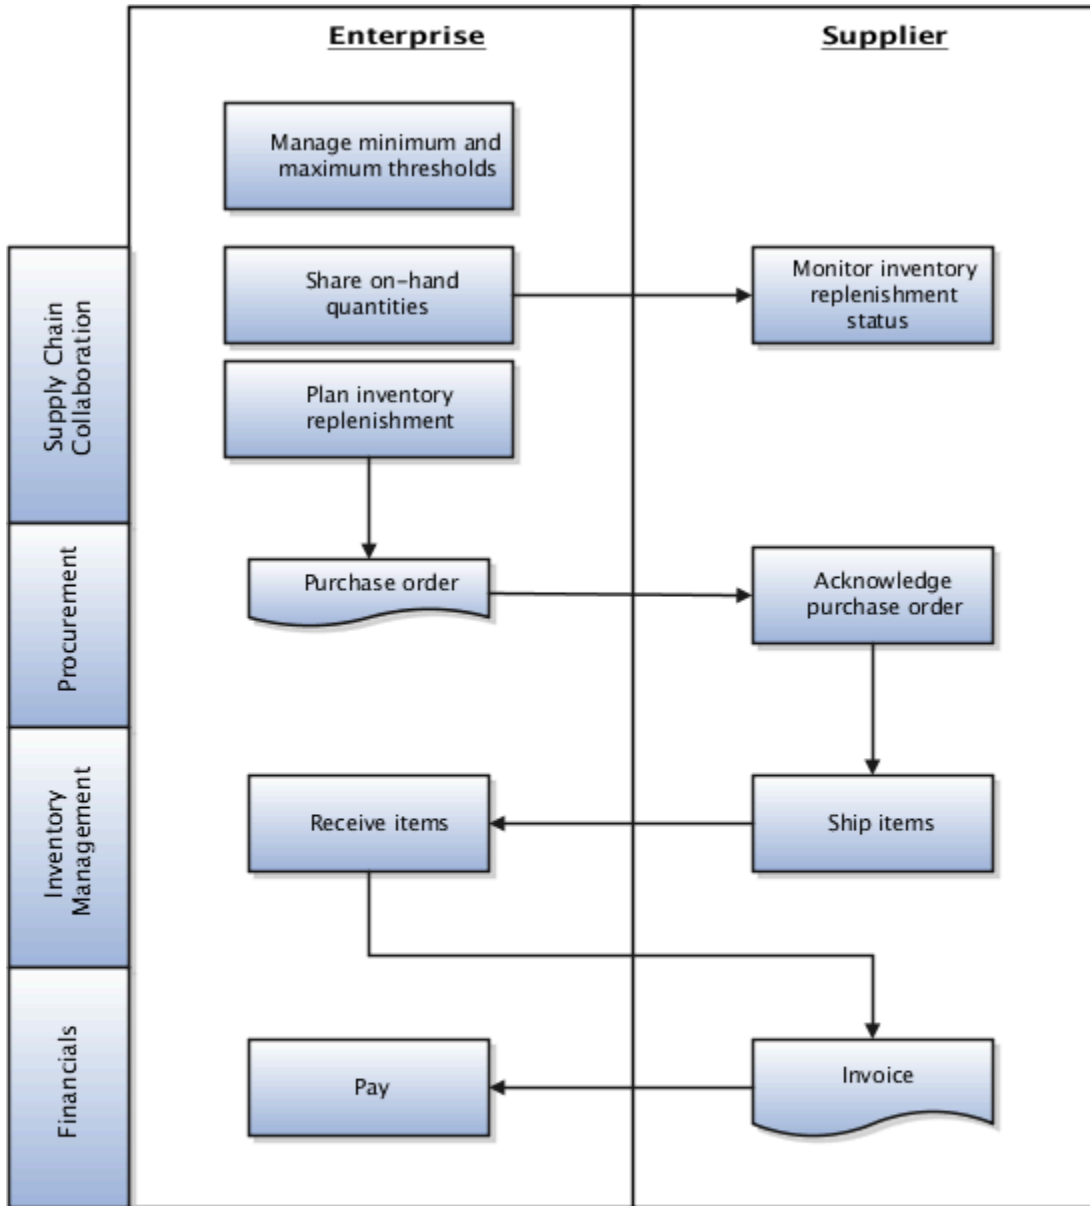 Enterprise
Supplier
Manage minimum and
maximum thresholds
Supply Chain
Collaboration
Share on-hand
quantities
Monitor inventory
replenishment
status
Plan inventory
replenishment
Procurement
Purchase order
Acknowledge
purchase order
Inventory
Management
Receive items
Ship items
Financials
Pay
Invoice